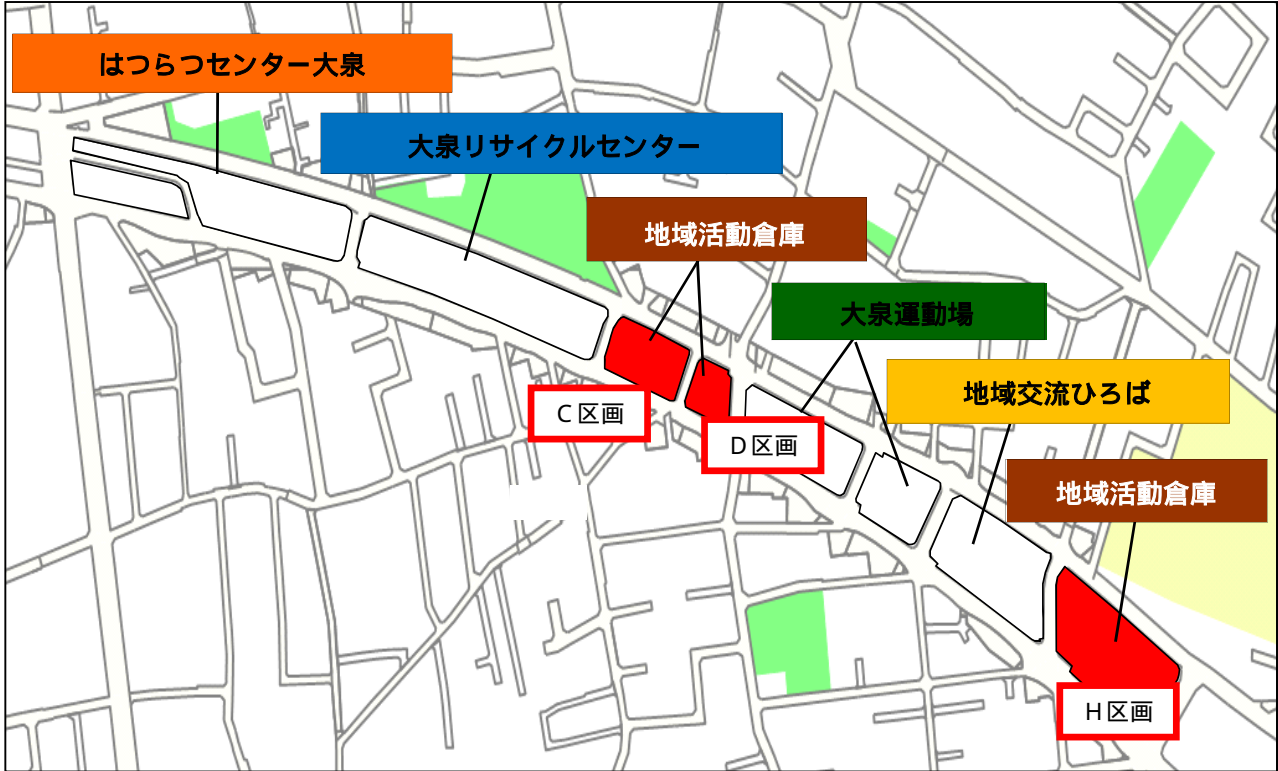 はつらつセンター大泉
大泉リサイクルセンター
地域活動倉庫
大泉運動場
地域交流ひろば
C区画
D区画
地域活動倉庫
H区画